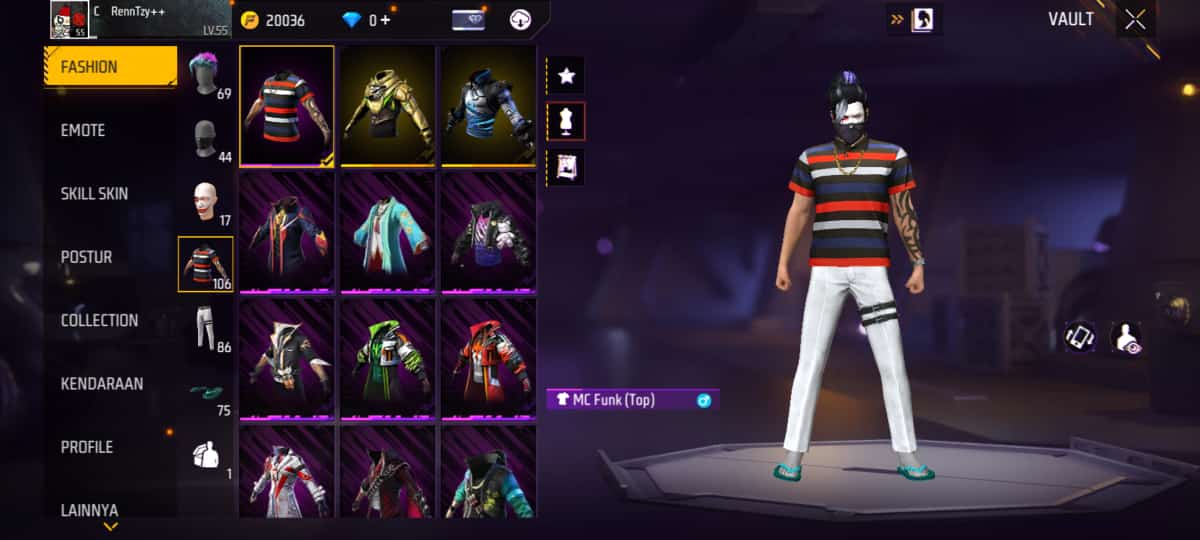 C RennTzy++
55
LV.55
20036
0+
VAULT
FASHION
EMOTE
SKILL SKIN
POSTUR
COLLECTION
KENDARAAN
PROFILE
LAINNYA
69
44
17
106
86
75
1
MC Funk (Top)